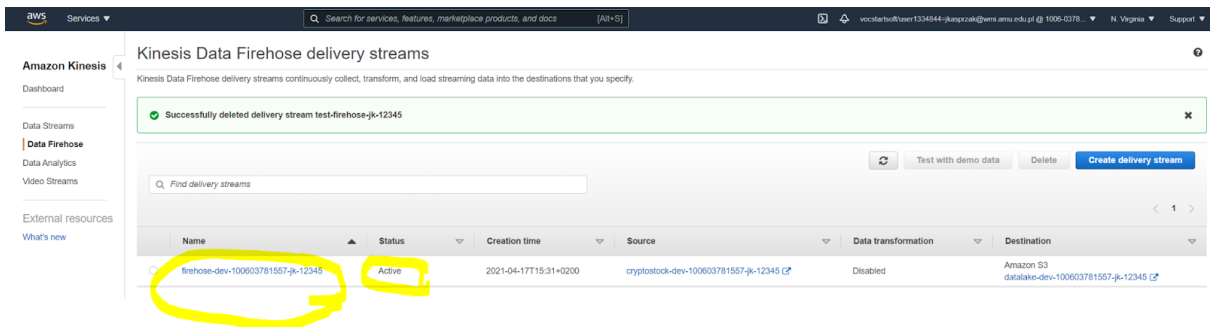 aws Services ▼ Search for services, features, marketplace products, and docs [Alt+S] vocstartsoft/user1334844=jkasprzak@wmi.amu.edu.pl @ 1006-0378... ▼ N. Virginia ▼ Support ▼
Amazon Kinesis
Dashboard
Data Streams
Data Firehose
Data Analytics
Video Streams
External resources
What's new
Kinesis Data Firehose delivery streams
Kinesis Data Firehose delivery streams continuously collect, transform, and load streaming data into the destinations that you specify.
Successfully deleted delivery stream test-firehose-jk-12345
Test with demo data Delete Create delivery stream
Find delivery streams
< 1 >
Name Status Creation time Source Data transformation Destination
firehose-dev-100603781557-jk-12345 Active 2021-04-17T15:31+0200 cryptostock-dev-100603781557-jk-12345 Disabled Amazon S3
datalake-dev-100603781557-jk-12345